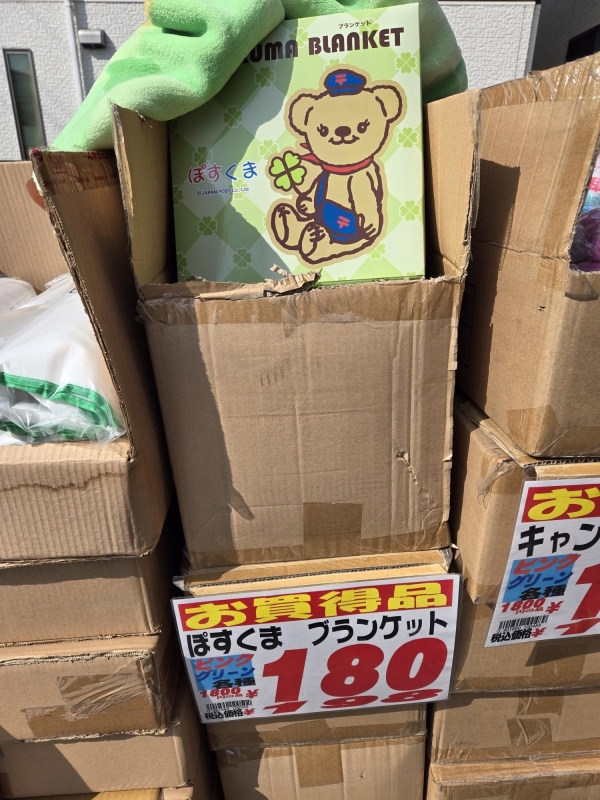 ブランケット
UMA BLANKET
〒
ぽすくま
© JAPAN POST Co., Ltd.
〒
お買得品
ぽすくま ブランケット
ピンク
グリーン
各種
180
1800
税込価格
198
お
キャン
ピンク
グリーン
各種
1800
税込価格
1